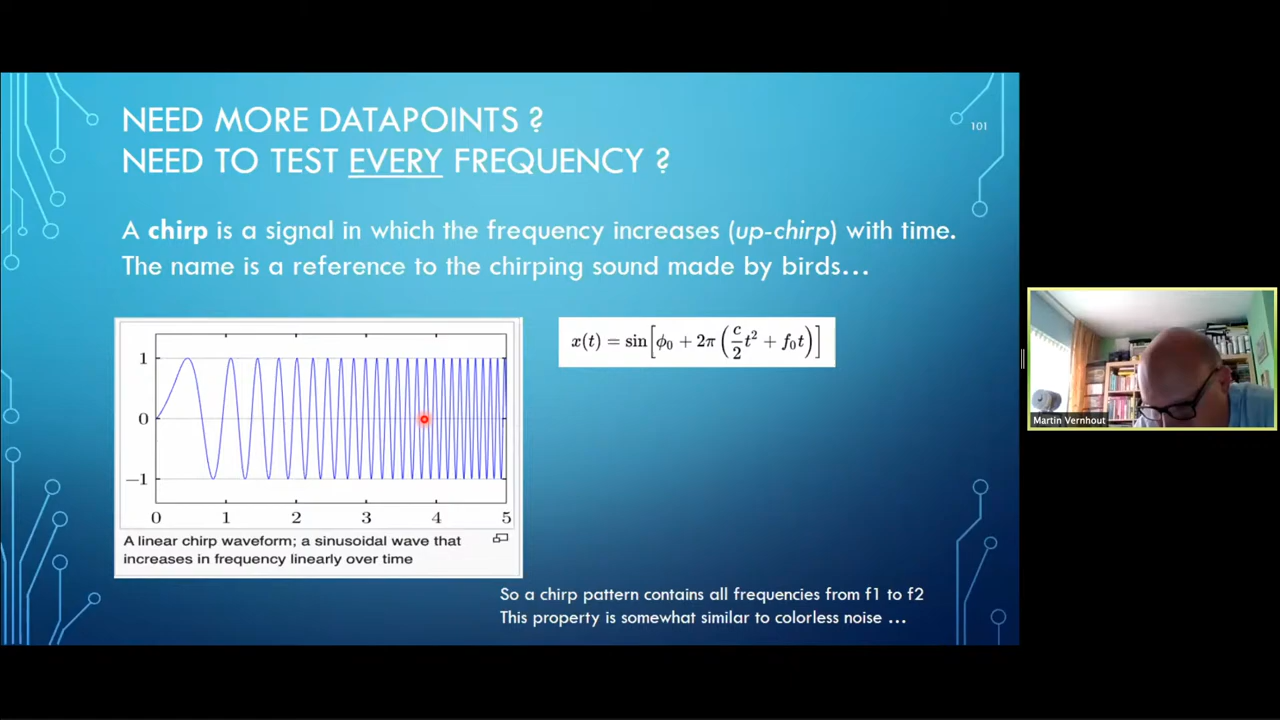 NEED MORE DATAPOINTS ?
NEED TO TEST EVERY FREQUENCY ?
101
A chirp is a signal in which the frequency increases (up-chirp) with time.
The name is a reference to the chirping sound made by birds…
x(t) = sin[ϕ₀ + 2π(c/2 t² + f₀t)]
1
0
−1
0 1 2 3 4 5
A linear chirp waveform; a sinusoidal wave that
increases in frequency linearly over time
So a chirp pattern contains all frequencies from f1 to f2
This property is somewhat similar to colorless noise …
Martin Vernhout